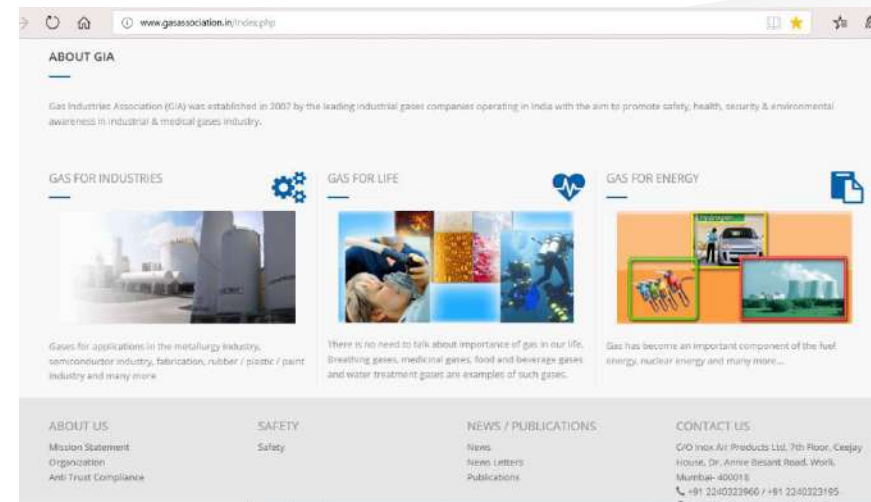 www.gasassociation.in/index.php
ABOUT GIA
Gas Industries Association (GIA) was established in 2007 by the leading industrial gases companies operating in India with the aim to promote safety, health, security & environmental
awareness in industrial & medical gases industry.
GAS FOR INDUSTRIES
Gases for applications in the metallurgy industry,
semiconductor industry, fabrication, rubber / plastic / paint
industry and many more
GAS FOR LIFE
There is no need to talk about importance of gas in our life.
Breathing gases, medicinal gases, food and beverage gases
and water treatment gases are examples of such gases.
GAS FOR ENERGY
Hydrogen
Gas has become an important component of the fuel
energy, nuclear energy and many more...
ABOUT US
Mission Statement
Organization
Anti Trust Compliance
SAFETY
Safety
NEWS / PUBLICATIONS
News
News Letters
Publications
CONTACT US
C/O Inox Air Products Ltd. 7th Floor, Ceejay
House, Dr. Annie Besant Road, Worli,
Mumbai- 400018
+91 2240323960 / +91 2240323195